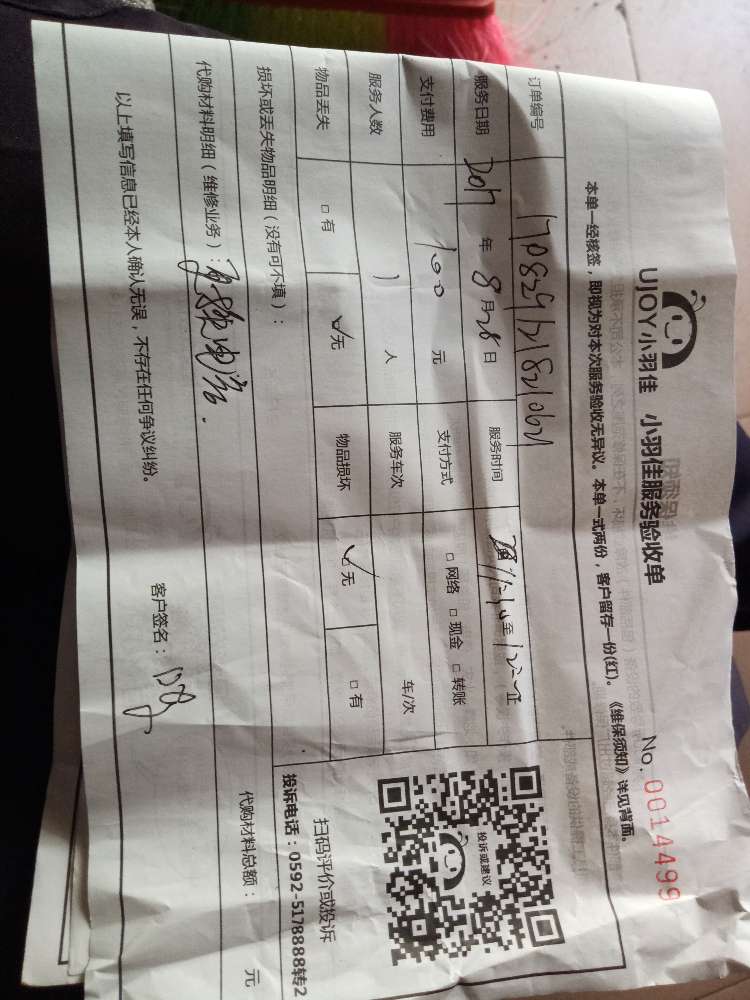 UJOY小羽佳 小羽佳服务验收单
No. 0014499
本单一经核签，即视为对本次服务验收无异议。本单一式两份，客户留存一份(红)。《维保须知》详见背面。
订单编号
服务日期 2017 年 8 月 28 日 服务时间 至 止
支付费用 100 元 支付方式 □ 网络 □ 现金 □ 转账
服务人数 1 人 服务车次 车/次
物品丢失 □ 有 ☑ 无 物品损坏 ☑ 无 □ 有
损坏或丢失物品明细（没有可不填）：
代购材料明细（维修业务）：
代购材料总额： 元
以上填写信息已经本人确认无误，不存在任何争议纠纷。
客户签名：
投诉或建议
扫码评价或投诉
投诉电话：0592-5178888转2